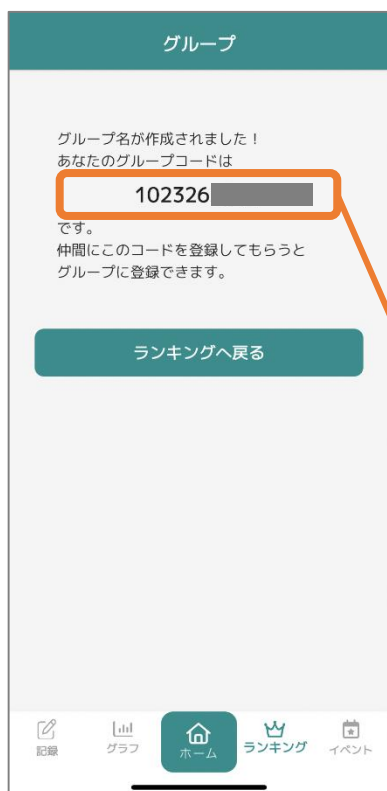 グループ
グループ名が作成されました！
あなたのグループコードは
102326
です。
仲間にこのコードを登録してもらうと
グループに登録できます。
ランキングへ戻る
記録
グラフ
ホーム
ランキング
イベント